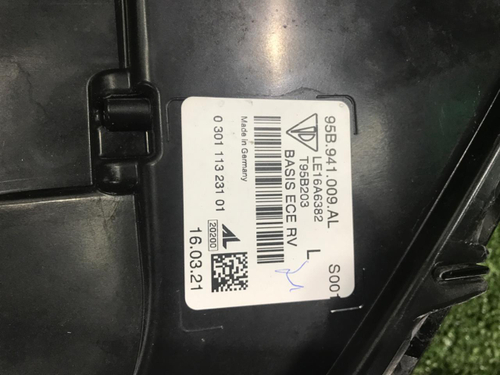 95B.941.009.AL
L S001
LE16A6382
T95B203
BASIS ECE RV
Made in Germany
0 301 113 231 01
AL
20200
16.03.21